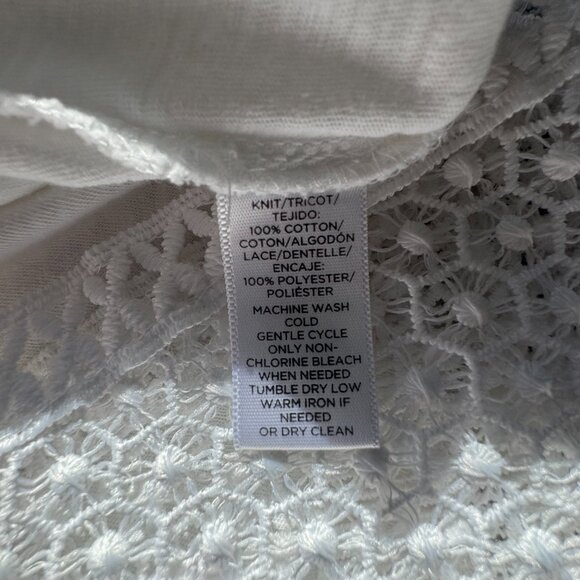 KNIT/TRICOT/
TEJIDO:
100% COTTON/
COTON/ALGODÓN
LACE/DENTELLE/
ENCAJE:
100% POLYESTER/
POLIÉSTER
MACHINE WASH
COLD
GENTLE CYCLE
ONLY NON-
CHLORINE BLEACH
WHEN NEEDED
TUMBLE DRY LOW
WARM IRON IF
NEEDED
OR DRY CLEAN